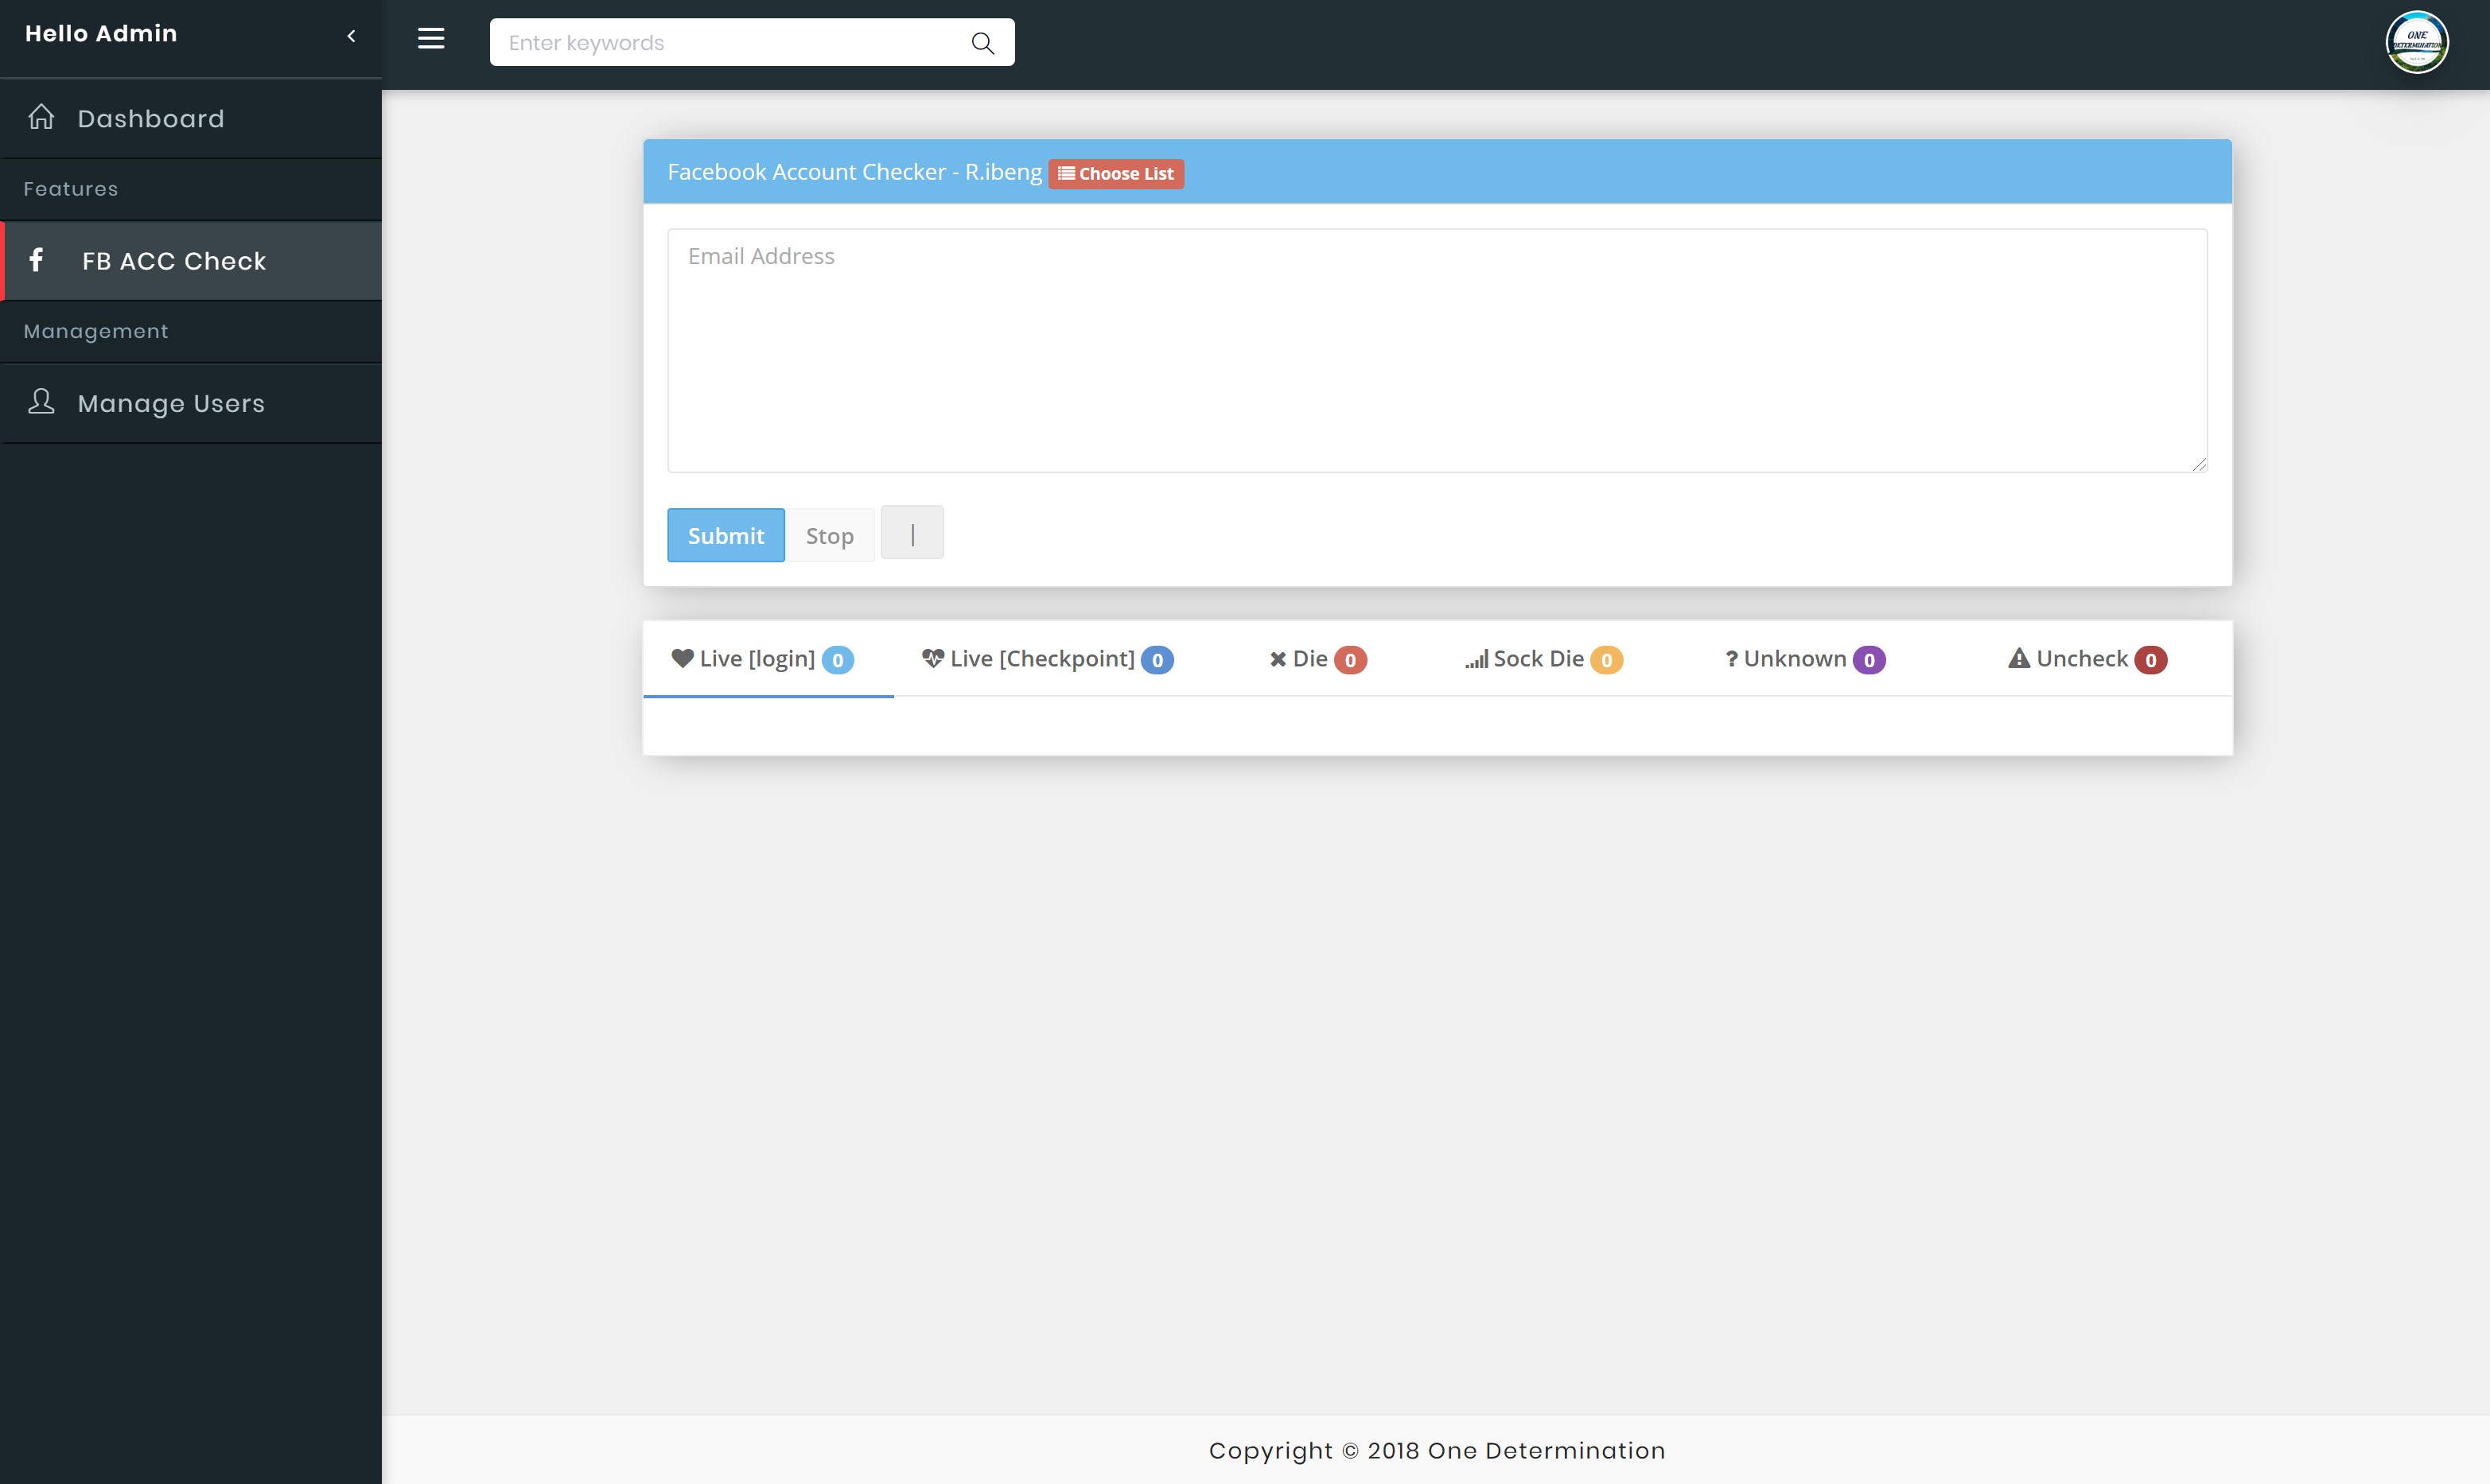 Hello Admin
Enter keywords
ONE
DETERMINATION
Dashboard
Features
FB ACC Check
Management
Manage Users
Facebook Account Checker - R.ibeng Choose List
Email Address
Submit Stop |
Live [login] 0 Live [Checkpoint] 0 Die 0 Sock Die 0 ? Unknown 0 Uncheck 0
Copyright © 2018 One Determination